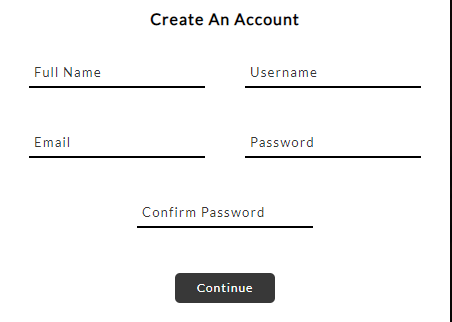 Create An Account
Full Name
Username
Email
Password
Confirm Password
Continue